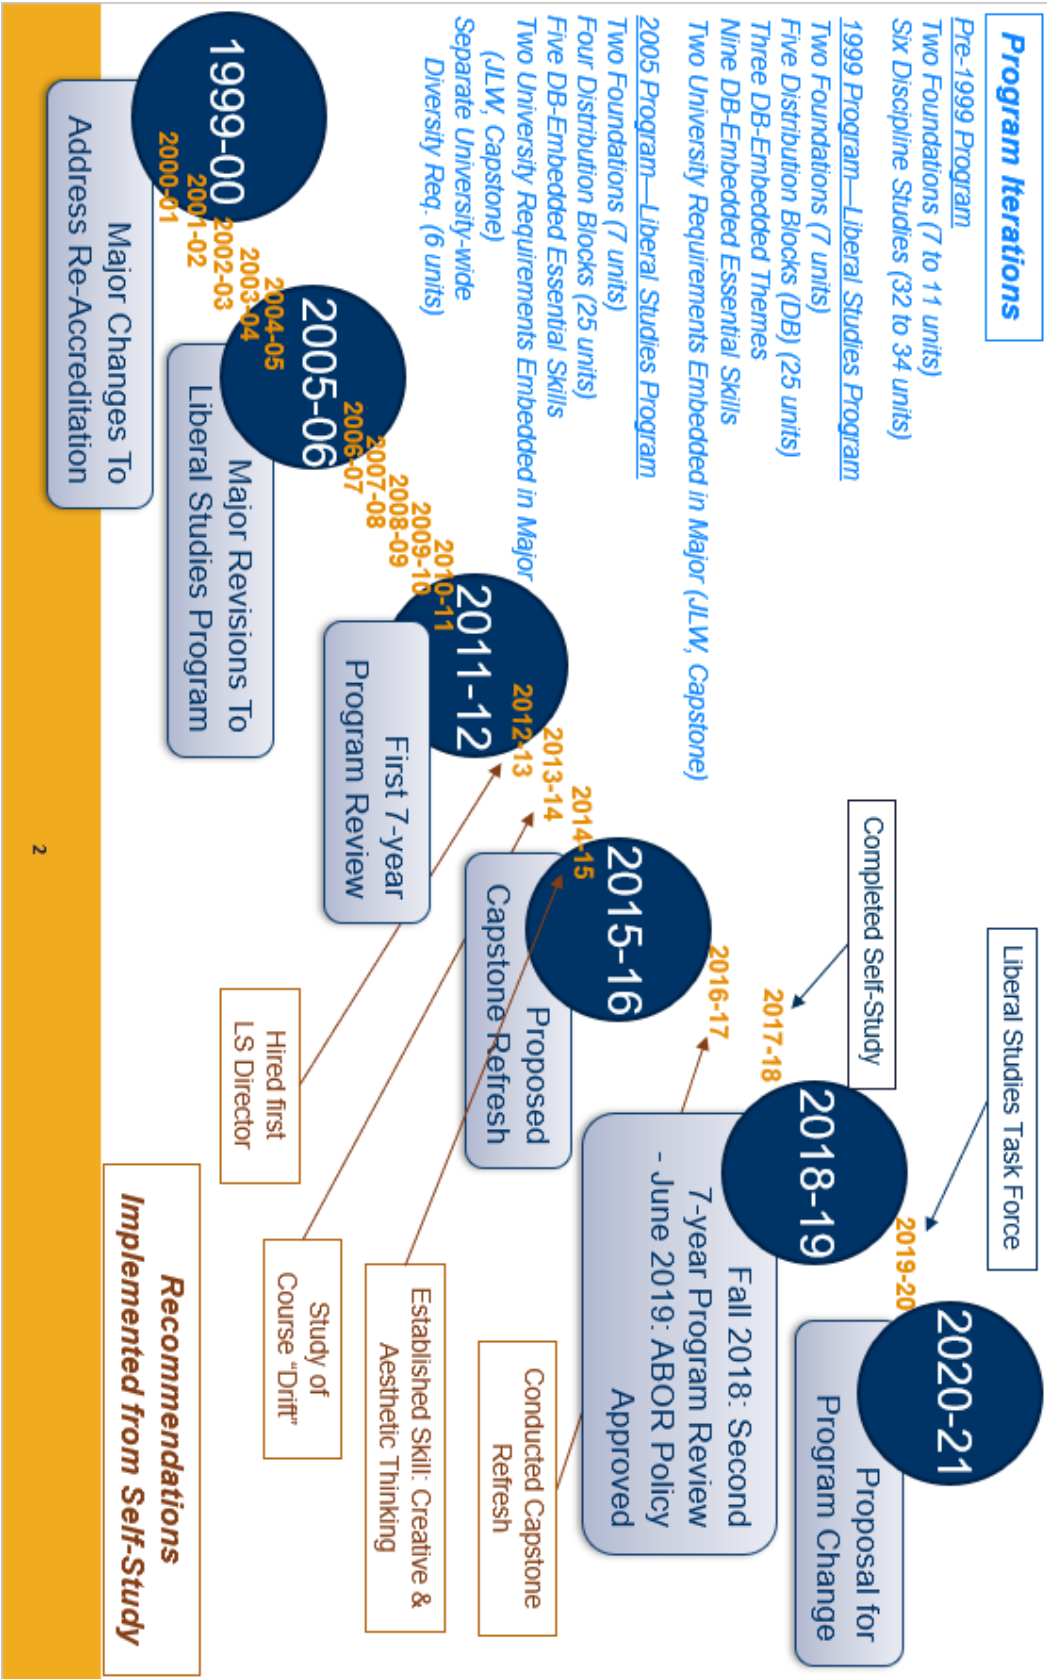 Program Iterations
Pre-1999 Program
Two Foundations (7 to 11 units)
Six Discipline Studies (32 to 34 units)
1999 Program—Liberal Studies Program
Two Foundations (7 units)
Five Distribution Blocks (DB) (25 units)
Three DB-Embedded Themes
Nine DB-Embedded Essential Skills
Two University Requirements Embedded in Major (JLW, Capstone)
2005 Program—Liberal Studies Program
Two Foundations (7 units)
Four Distribution Blocks (25 units)
Five DB-Embedded Essential Skills
Two University Requirements Embedded in Major
(JLW, Capstone)
Separate University-wide
Diversity Req. (6 units)
1999-00
Major Changes To
Address Re-Accreditation
2000-01
2001-02
2002-03
2003-04
2004-05
2005-06
Major Revisions To
Liberal Studies Program
2006-07
2007-08
2008-09
2009-10
2010-11
2011-12
First 7-year
Program Review
2012-13
2013-14
2014-15
2015-16
Proposed
Capstone Refresh
2016-17
2017-18
Completed Self-Study
2018-19
Fall 2018: Second
7-year Program Review
- June 2019: ABOR Policy
Approved
2019-20
Liberal Studies Task Force
2020-21
Proposal for
Program Change
Hired first
LS Director
Study of
Course “Drift”
Established Skill: Creative &
Aesthetic Thinking
Conducted Capstone
Refresh
Recommendations
Implemented from Self-Study
2